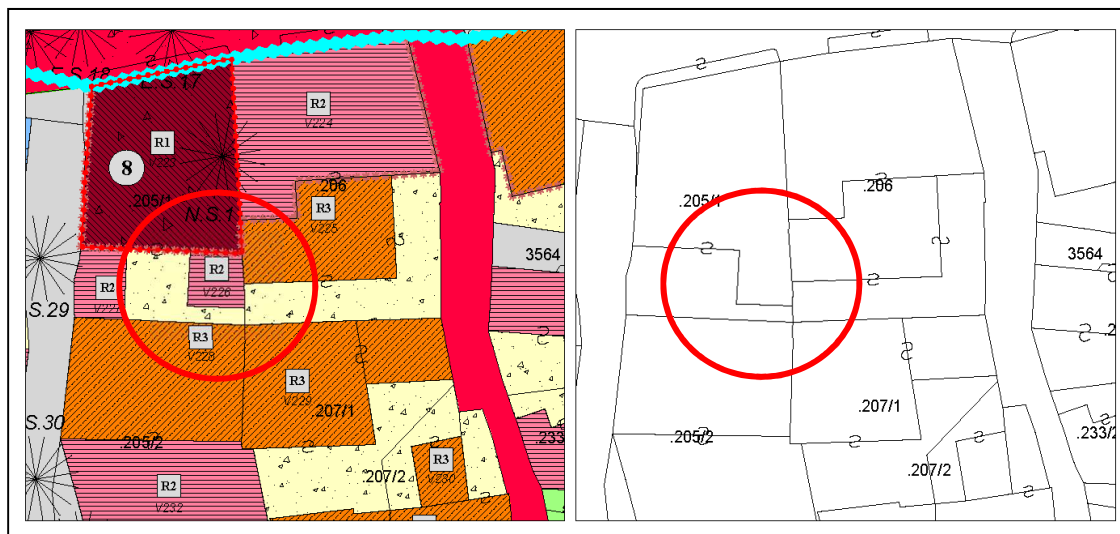 E.S.18
E.S.17
R2
V224
R1
V223
8
.206
.205/1
R3
N.S.1
V225
3564
R2
V226
R2
S.29
R3
V228
R3
V229
.207/1
S.30
.205/2
.233
R3
.207/2
V230
R2
V232
.206
.205/1
3564
.207/1
.205/2
.233/2
.207/2